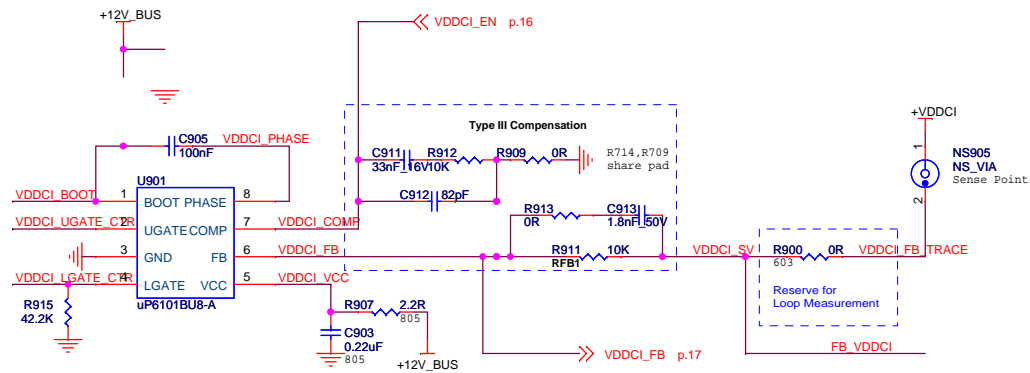 +12V_BUS
VDDCI_EN p.16
Type III Compensation
+VDDCI
C905
100nF
VDDCI_PHASE
C911
33nF_16V
R912
10K
R909
0R
R714,R709
share pad
1
NS905
NS_VIA
Sense Point
2
U901
C912
82pF
VDDCI_BOOT
1
BOOT PHASE
8
R913
0R
C913
1.8nF_50V
VDDCI_UGATE_CTR
2
UGATE COMP
7
VDDCI_COMP
3
GND
FB
6
VDDCI_FB
R911
10K
RFB1
VDDCI_SV
R900
0R
603
VDDCI_FB_TRACE
VDDCI_LGATE_CTR
4
LGATE
VCC
5
VDDCI_VCC
uP6101BU8-A
R915
42.2K
R907
2.2R
805
Reserve for
Loop Measurement
C903
0.22uF
805
+12V_BUS
VDDCI_FB p.17
FB_VDDCI